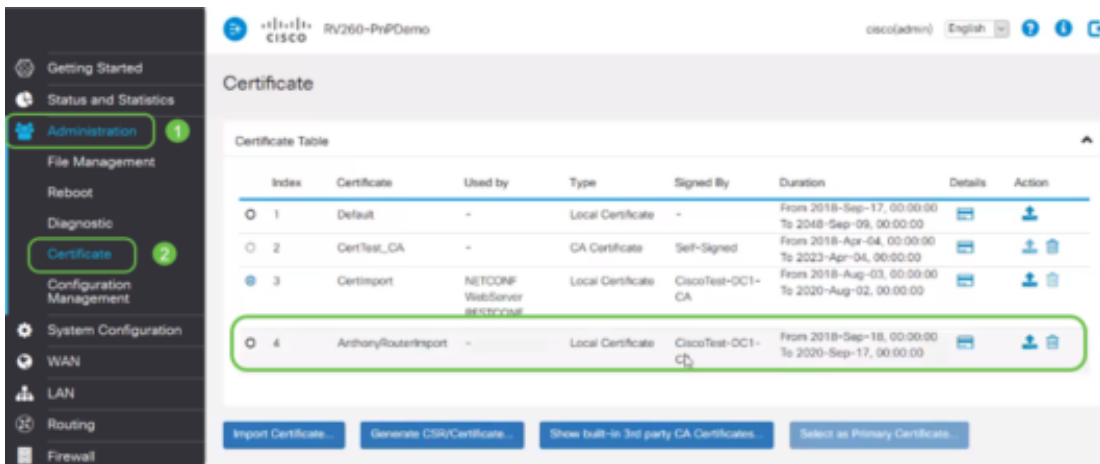 CISCO RV260-PnPDemo cisco(admin) English
Getting Started
Status and Statistics
Administration 1
File Management
Reboot
Diagnostic
Certificate 2
Configuration
Management
System Configuration
WAN
LAN
Routing
Firewall
Certificate
Certificate Table
Index Certificate Used by Type Signed By Duration Details Action
1 Default - Local Certificate - From 2018-Sep-17, 00:00:00
To 2048-Sep-09, 00:00:00
2 CertTest_CA - CA Certificate Self-Signed From 2018-Apr-04, 00:00:00
To 2023-Apr-04, 00:00:00
3 CertImport NETCONF Local Certificate CiscoTest-DC1- From 2018-Aug-03, 00:00:00
WebServer CA To 2020-Aug-02, 00:00:00
RESTCONF
4 AnthonyRouterImport - Local Certificate CiscoTest-DC1- From 2018-Sep-18, 00:00:00
To 2020-Sep-17, 00:00:00
Import Certificate... Generate CSR/Certificate... Show built-in 3rd party CA Certificates... Select as Primary Certificate...